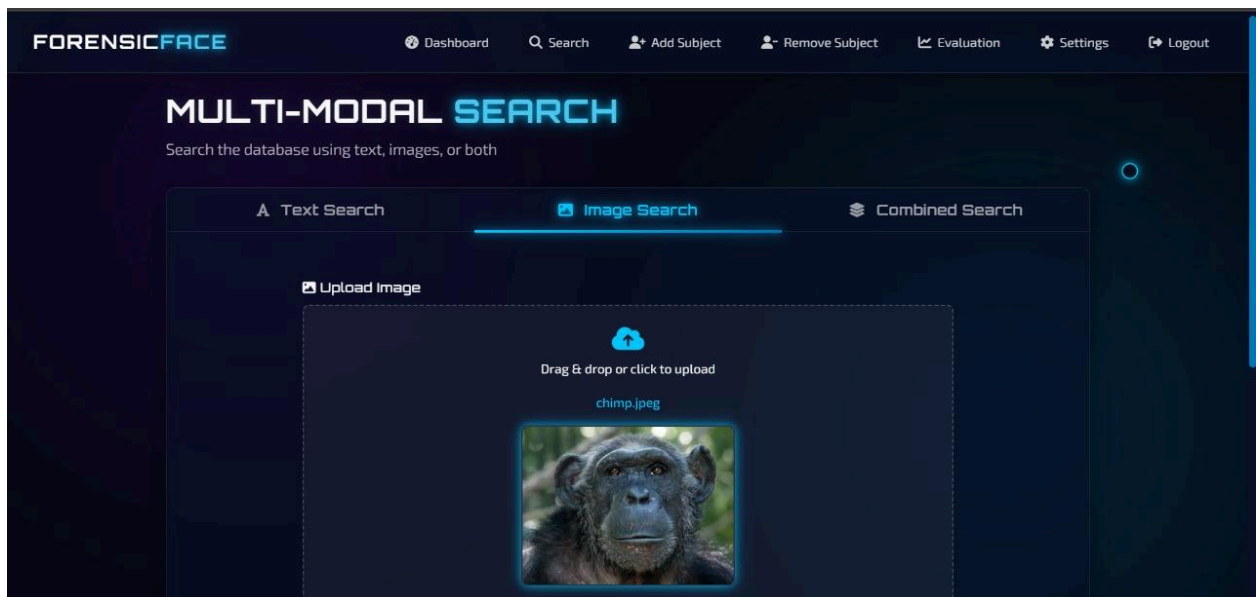 FORENSICFACE
Dashboard Search Add Subject Remove Subject Evaluation Settings Logout
MULTI-MODAL SEARCH
Search the database using text, images, or both
Text Search Image Search Combined Search
Upload Image
Drag & drop or click to upload
chimp.jpeg